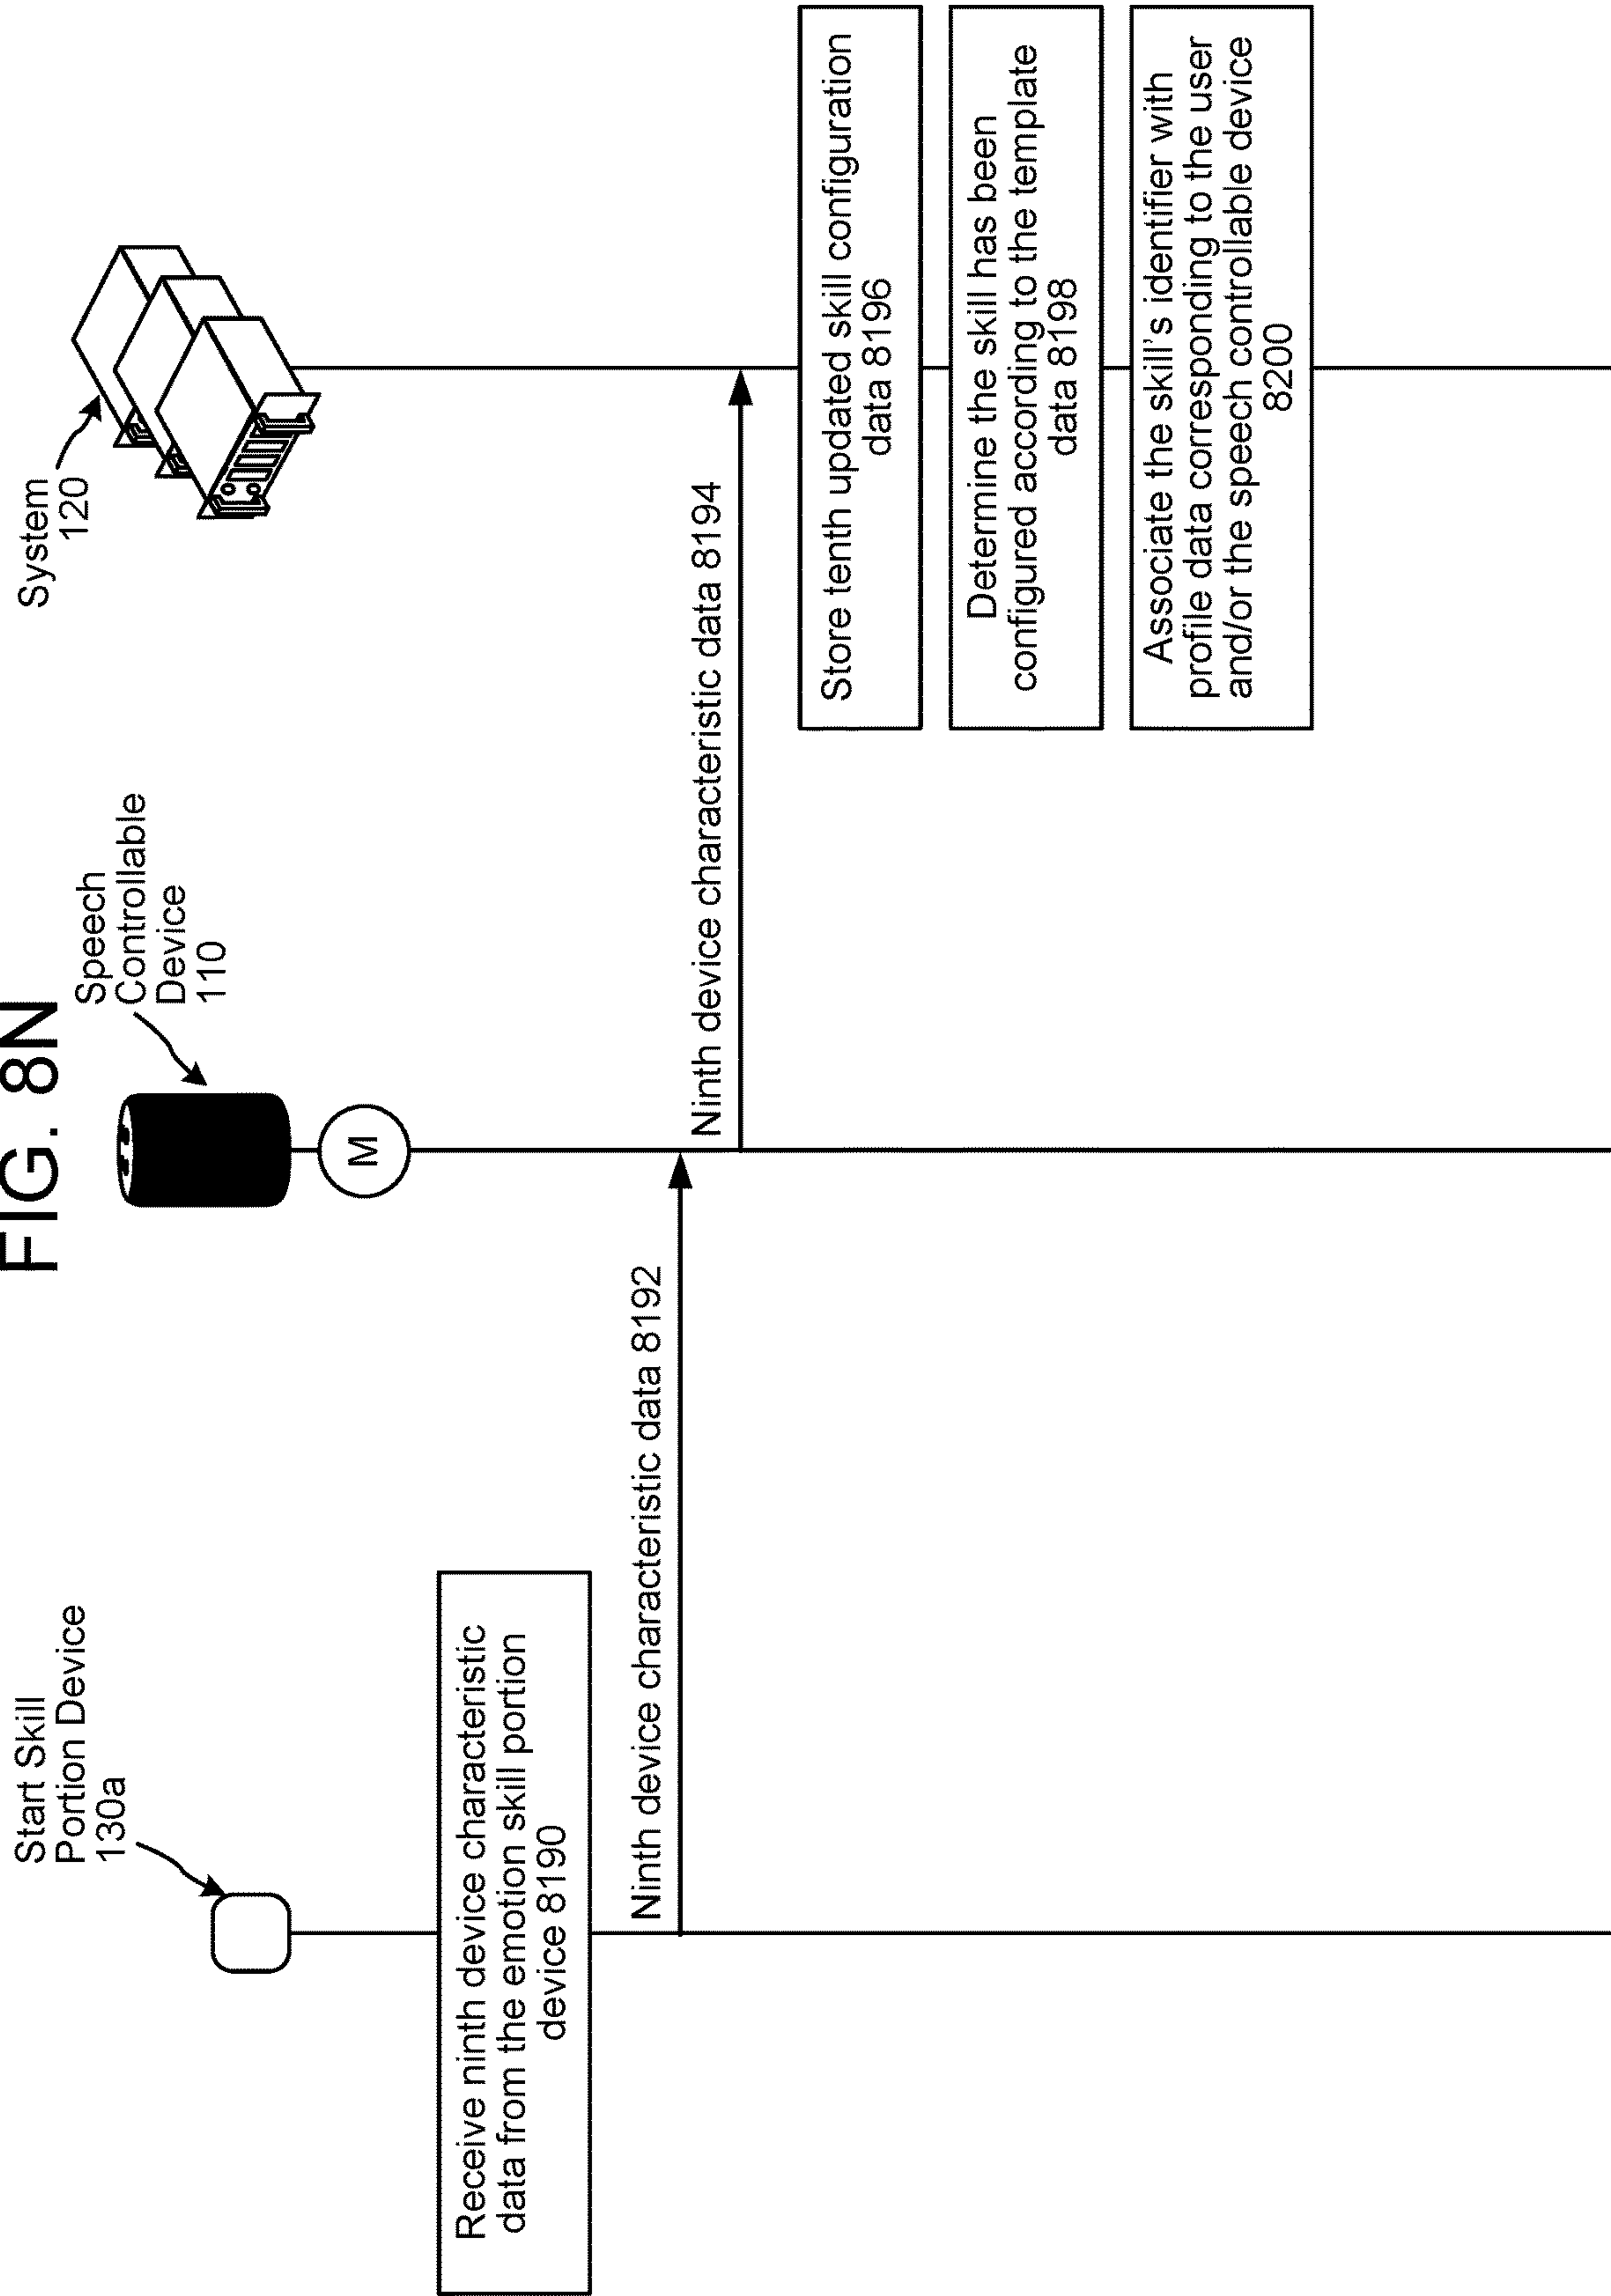 FIG. 8N
Start Skill
Portion Device
130a
Speech
Controllable
Device
110
System
120
M
Receive ninth device characteristic
data from the emotion skill portion
device 8190
Ninth device characteristic data 8192
Ninth device characteristic data 8194
Store tenth updated skill configuration
data 8196
Determine the skill has been
configured according to the template
data 8198
Associate the skill's identifier with
profile data corresponding to the user
and/or the speech controllable device
8200